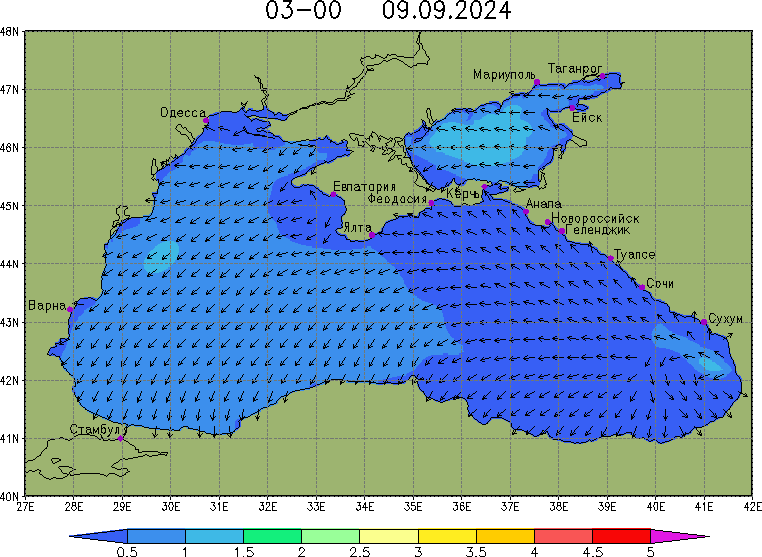 03-00 09.09.2024
48N
47N
46N
45N
44N
43N
42N
41N
40N
Мариуполь
Таганрог
Одесса
Ейск
Евпатория
Феодосия
Керчь
Анапа
Новороссийск
Геленджик
Ялта
Туапсе
Сочи
Варна
Сухум
Стамбул
27E 28E 29E 30E 31E 32E 33E 34E 35E 36E 37E 38E 39E 40E 41E 42E
0.5 1 1.5 2 2.5 3 3.5 4 4.5 5